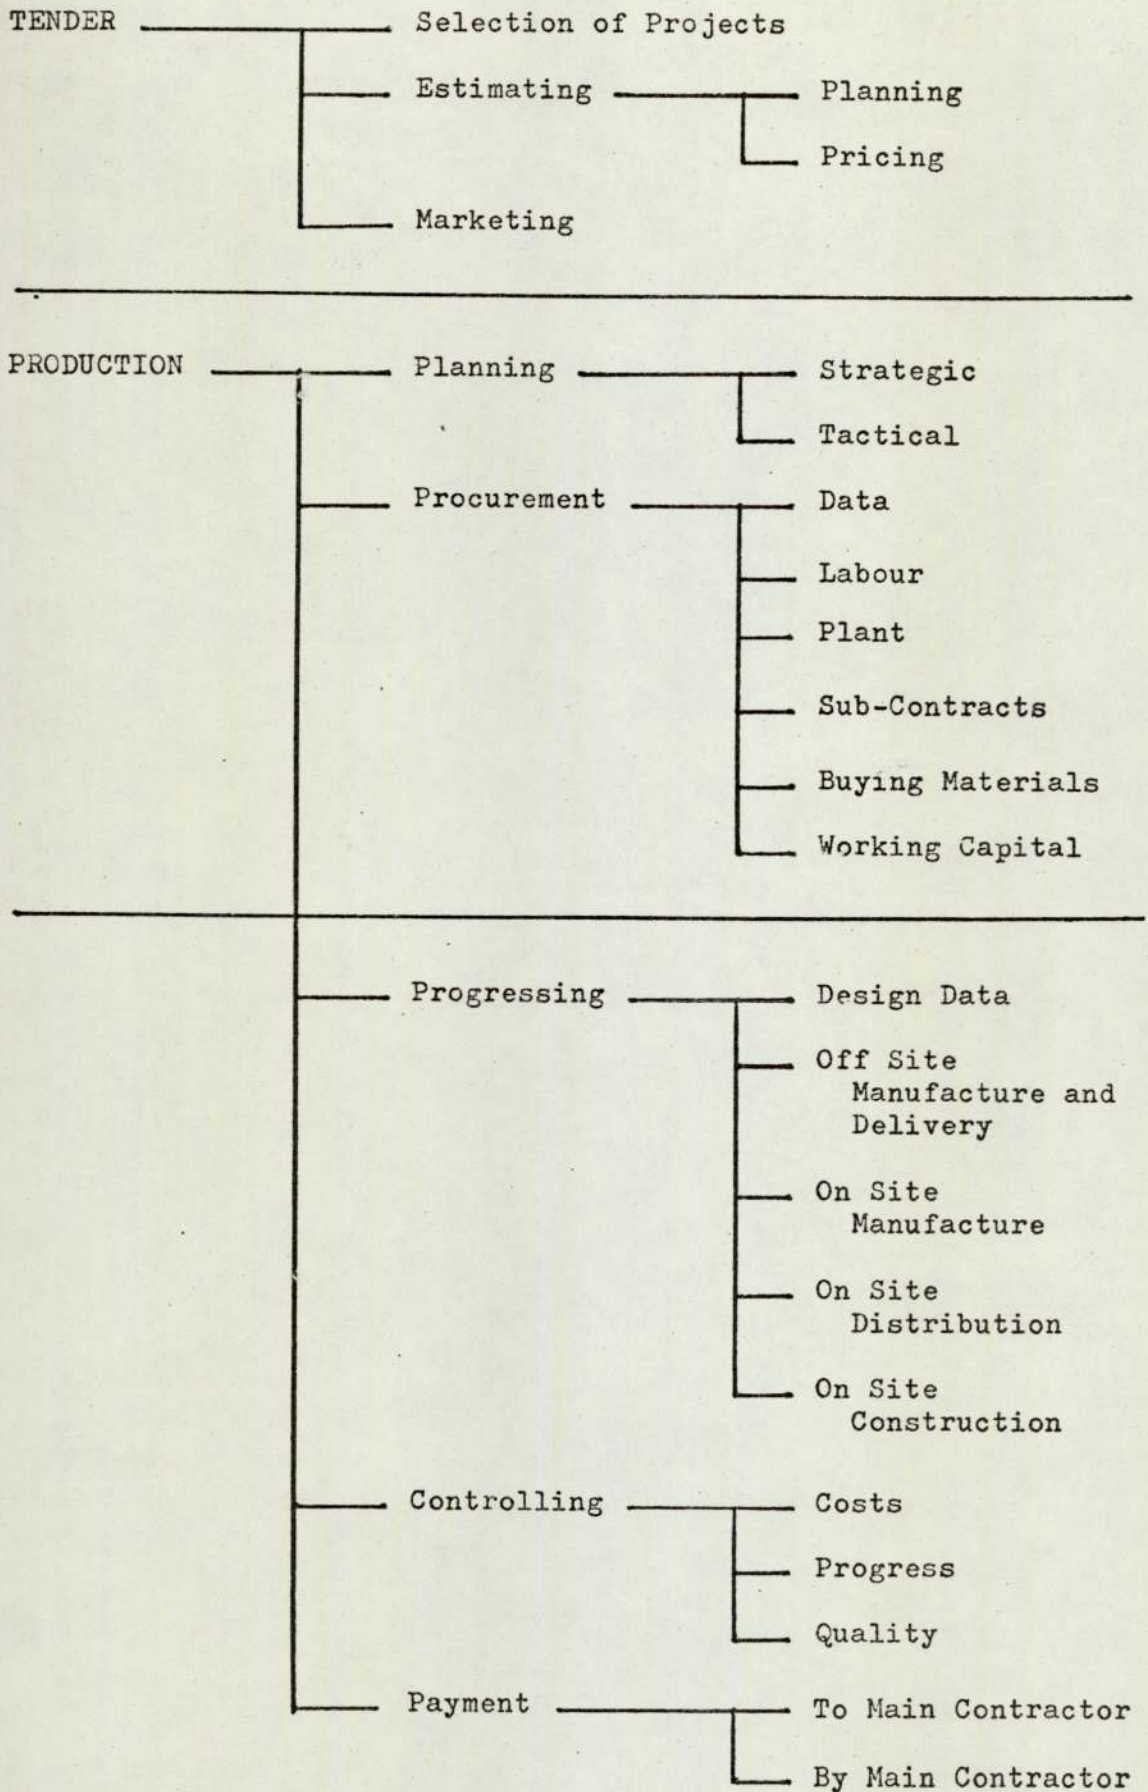 TENDER Selection of Projects
Estimating Planning
Pricing
Marketing
PRODUCTION Planning Strategic
Tactical
Procurement Data
Labour
Plant
Sub-Contracts
Buying Materials
Working Capital
Progressing Design Data
Off Site
Manufacture and
Delivery
On Site
Manufacture
On Site
Distribution
On Site
Construction
Controlling Costs
Progress
Quality
Payment To Main Contractor
By Main Contractor